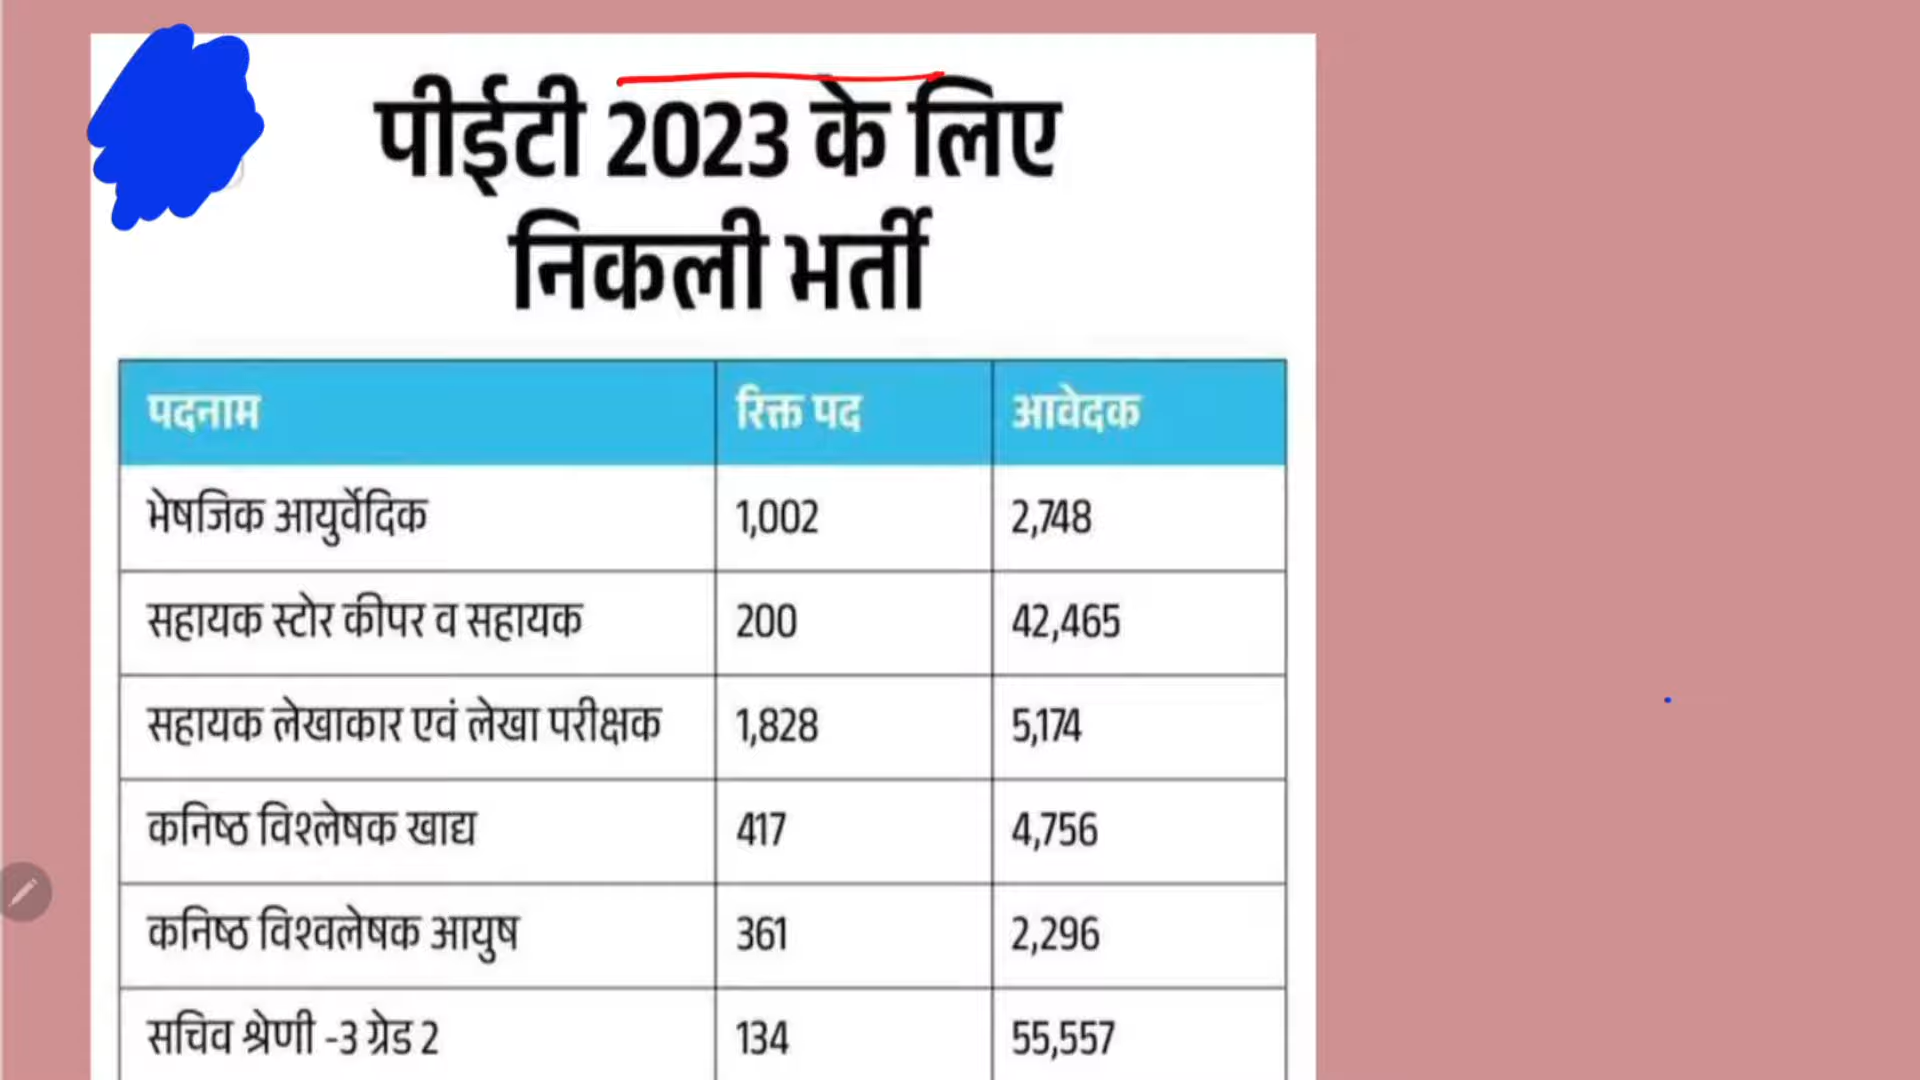 पीईटी 2023 के लिए
निकली भर्ती
पदनाम रिक्त पद आवेदक
भेषजिक आयुर्वेदिक 1,002 2,748
सहायक स्टोर कीपर व सहायक 200 42,465
सहायक लेखाकार एवं लेखा परीक्षक 1,828 5,174
कनिष्ठ विश्लेषक खाद्य 417 4,756
कनिष्ठ विश्वलेषक आयुष 361 2,296
सचिव श्रेणी -3 ग्रेड 2 134 55,557